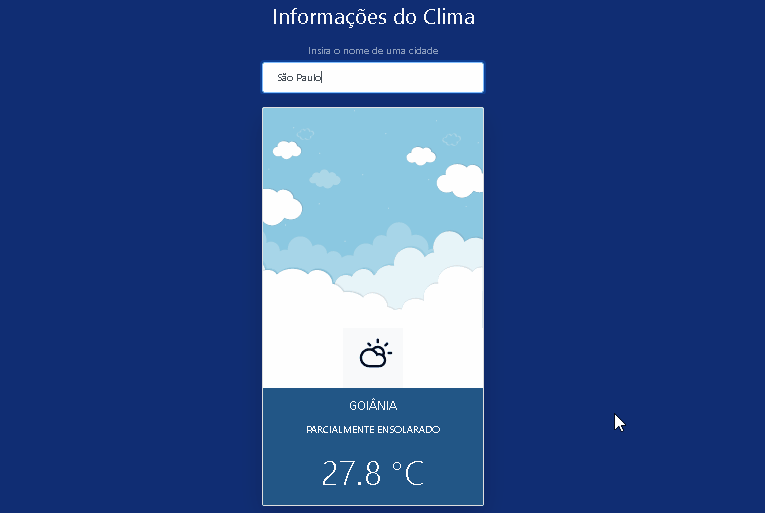 Informações do Clima
Insira o nome de uma cidade
São Paulo
GOIÂNIA
PARCIALMENTE ENSOLARADO
27.8 °C